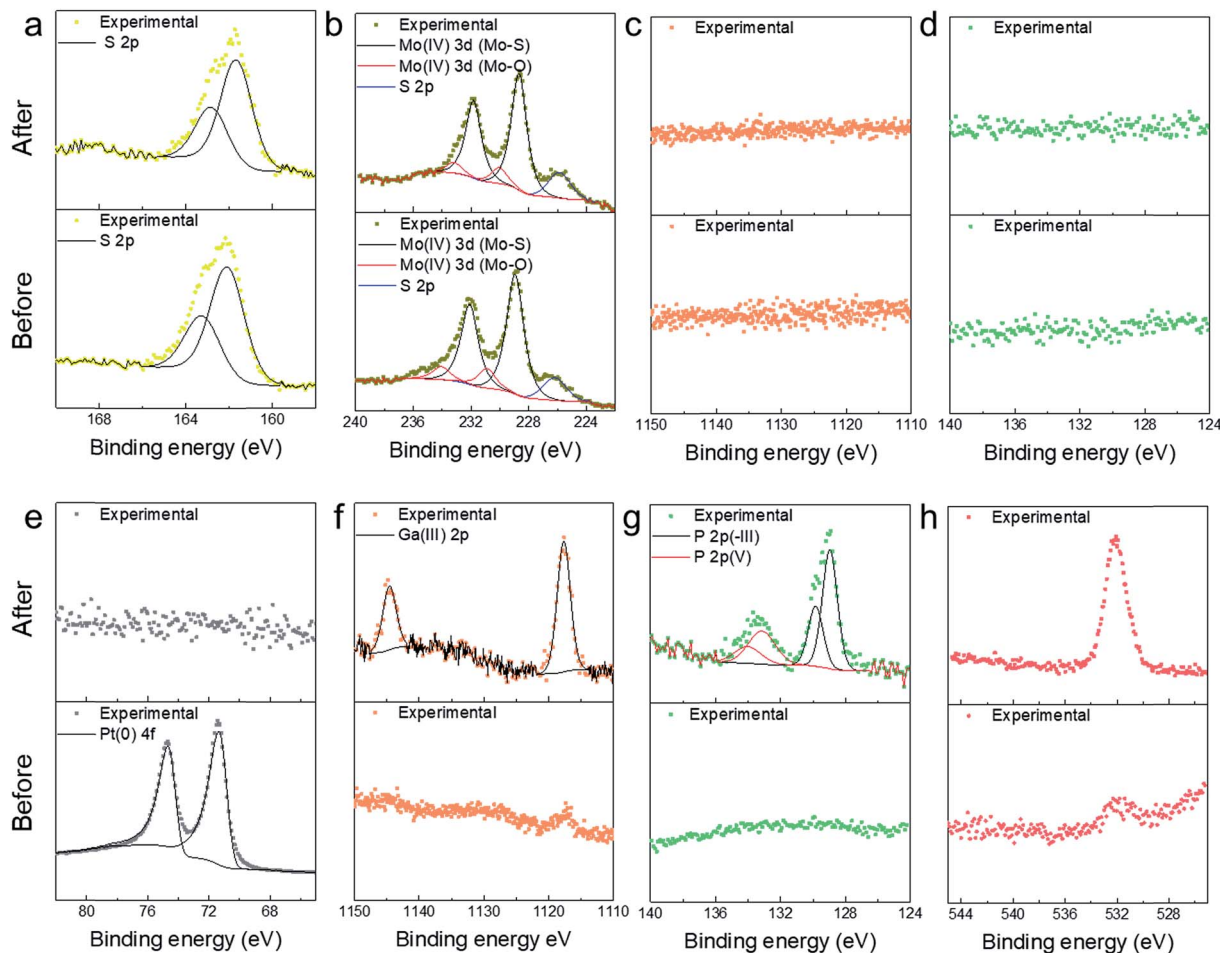 a
Experimental
S 2p
After
Experimental
S 2p
Before
168 164 160
Binding energy (eV)
b
Experimental
Mo(IV) 3d (Mo-S)
Mo(IV) 3d (Mo-O)
S 2p
Experimental
Mo(IV) 3d (Mo-S)
Mo(IV) 3d (Mo-O)
S 2p
240 236 232 228 224
Binding energy (eV)
c
Experimental
Experimental
1150 1140 1130 1120 1110
Binding energy (eV)
d
Experimental
Experimental
140 136 132 128 124
Binding energy (eV)
e
Experimental
After
Experimental
Pt(0) 4f
Before
80 76 72 68
Binding energy (eV)
f
Experimental
Ga(III) 2p
Experimental
1150 1140 1130 1120 1110
Binding energy eV
g
Experimental
P 2p(-III)
P 2p(V)
Experimental
140 136 132 128 124
Binding energy (eV)
h
Experimental
Experimental
544 540 536 532 528
Binding energy (eV)